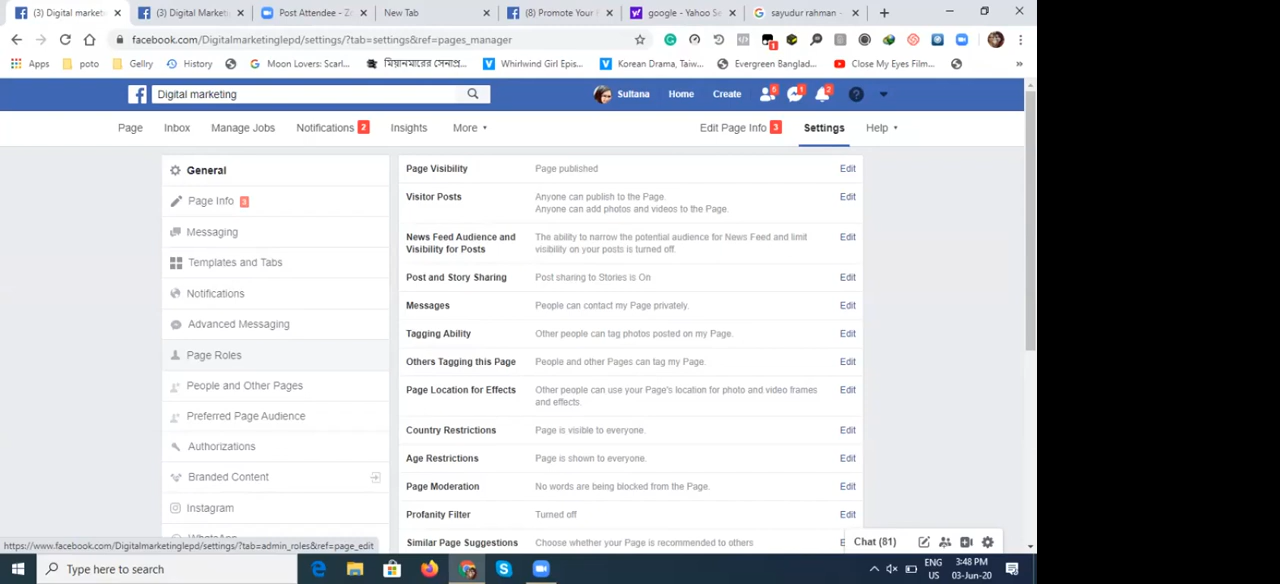 (3) Digital market
(3) Digital Marketi
Post Attendee - Zo
New Tab
(8) Promote Your F
google - Yahoo Se
sayudur rahman -
facebook.com/Digitalmarketinglepd/settings/?tab=settings&ref=pages_manager
Apps
poto
Gellry
History
Moon Lovers: Scarl...
মিয়ানমারের সেনাপ্র...
Whirlwind Girl Epis...
Korean Drama, Taiw...
Evergreen Banglad...
Close My Eyes Film...
»
Digital marketing
Sultana
Home
Create
6
1
2
Page
Inbox
Manage Jobs
Notifications 2
Insights
More
Edit Page Info 3
Settings
Help
General
Page Info 3
Messaging
Templates and Tabs
Notifications
Advanced Messaging
Page Roles
People and Other Pages
Preferred Page Audience
Authorizations
Branded Content
Instagram
WhatsApp
Page Visibility
Page published
Edit
Visitor Posts
Anyone can publish to the Page.
Anyone can add photos and videos to the Page.
Edit
News Feed Audience and
Visibility for Posts
The ability to narrow the potential audience for News Feed and limit
visibility on your posts is turned off.
Edit
Post and Story Sharing
Post sharing to Stories is On
Edit
Messages
People can contact my Page privately.
Edit
Tagging Ability
Other people can tag photos posted on my Page.
Edit
Others Tagging this Page
People and other Pages can tag my Page.
Edit
Page Location for Effects
Other people can use your Page's location for photo and video frames
and effects.
Edit
Country Restrictions
Page is visible to everyone.
Edit
Age Restrictions
Page is shown to everyone.
Edit
Page Moderation
No words are being blocked from the Page.
Edit
Profanity Filter
Turned off
Edit
Similar Page Suggestions
Choose whether your Page is recommended to others
Chat (81)
https://www.facebook.com/Digitalmarketinglepd/settings/?tab=admin_roles&ref=page_edit
Type here to search
ENG
US
3:48 PM
03-Jun-20